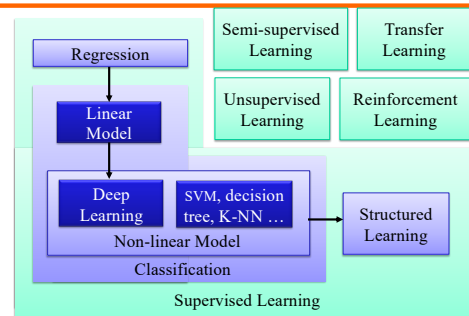 Semi-supervised
Learning
Transfer
Learning
Regression
Unsupervised
Learning
Reinforcement
Learning
Linear
Model
Deep
Learning
SVM, decision
tree, K-NN …
Structured
Learning
Non-linear Model
Classification
Supervised Learning